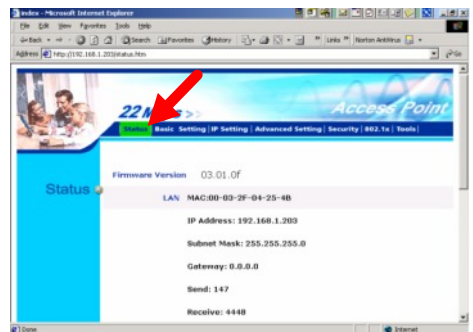 index - Microsoft Internet Explorer
File Edit View Favorites Tools Help
Back Search Favorites History Links Norton AntiVirus
Address http://192.168.1.203/status.htm Go
22 M >>
Access Point
Status Basic Setting | IP Setting | Advanced Setting | Security | 802.1x | Tools |
Status
Firmware Version 03.01.0f
LAN MAC:00-03-2F-04-25-4B
IP Address: 192.168.1.203
Subnet Mask: 255.255.255.0
Gateway: 0.0.0.0
Send: 147
Receive: 4448
Done Internet